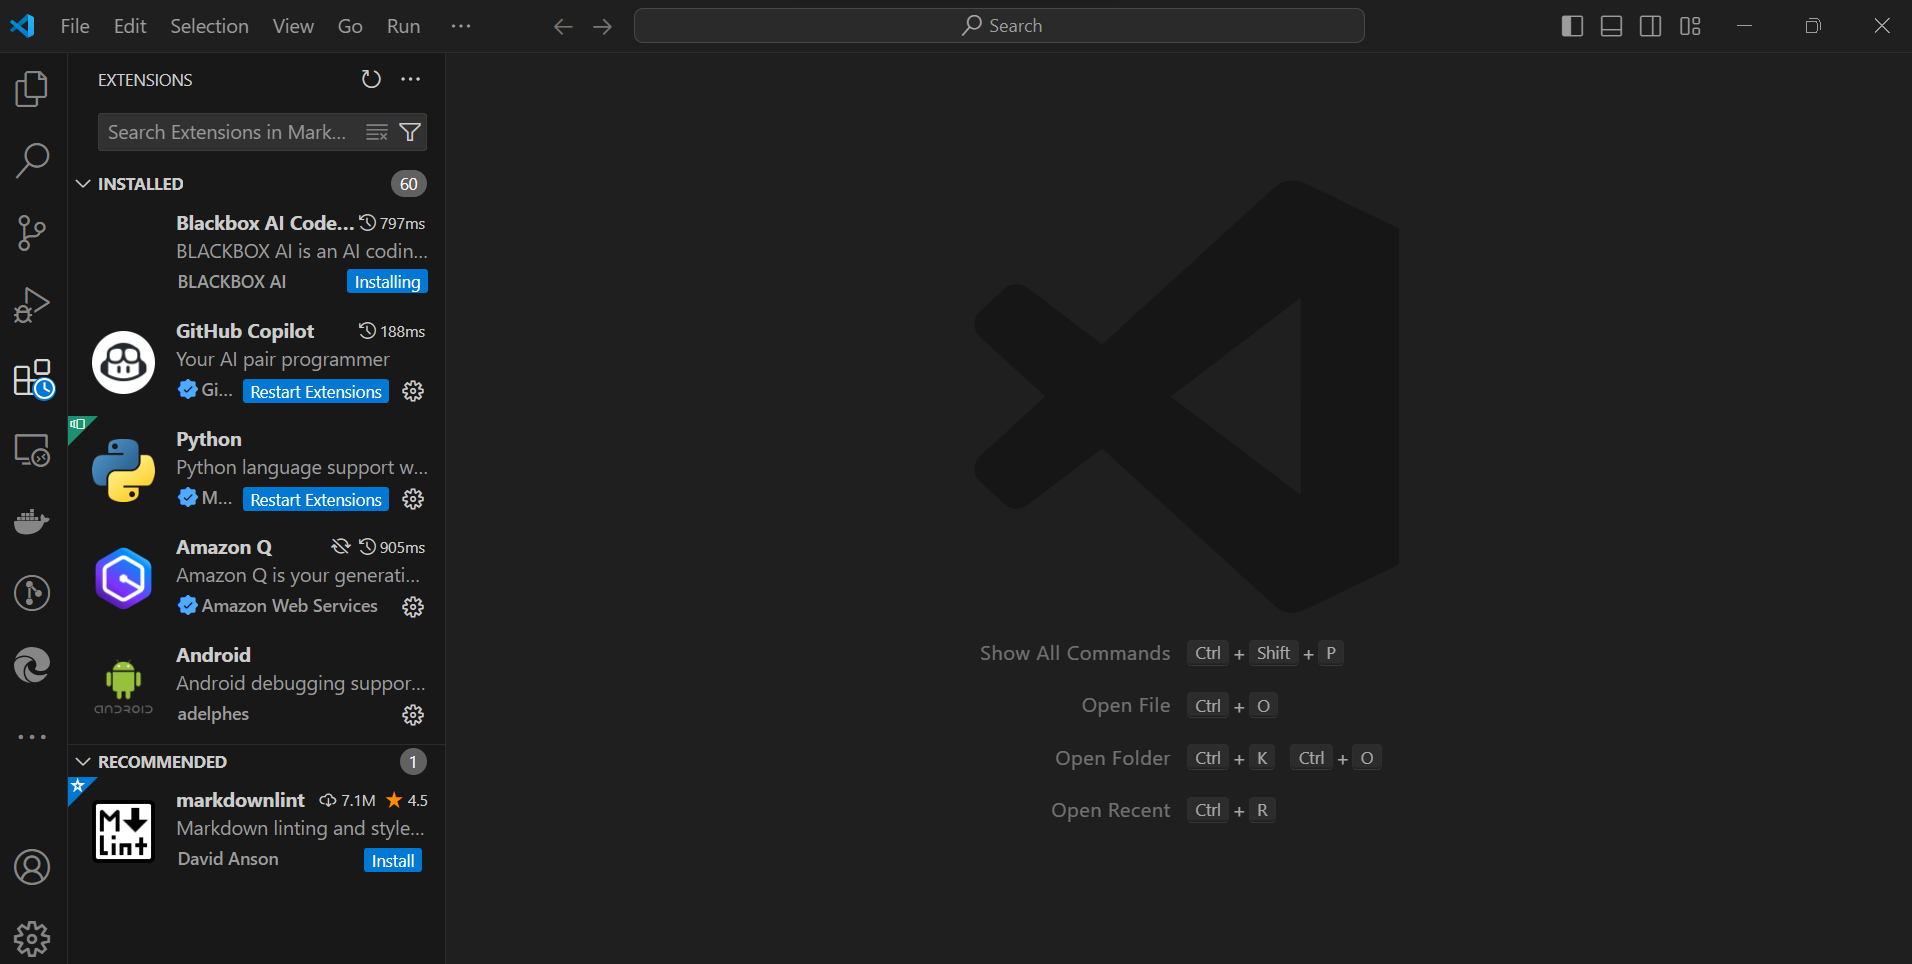 File Edit Selection View Go Run ···
Search
EXTENSIONS
Search Extensions in Mark...
INSTALLED 60
Blackbox AI Code... 797ms
BLACKBOX AI is an AI codin...
BLACKBOX AI Installing
GitHub Copilot 188ms
Your AI pair programmer
Gi... Restart Extensions
Python
Python language support w...
M... Restart Extensions
Amazon Q 905ms
Amazon Q is your generati...
Amazon Web Services
Android
Android debugging suppor...
adelphes
ANDROID
RECOMMENDED 1
markdownlint 7.1M 4.5
Markdown linting and style...
David Anson Install
M
Lint
Show All Commands Ctrl + Shift + P
Open File Ctrl + O
Open Folder Ctrl + K Ctrl + O
Open Recent Ctrl + R